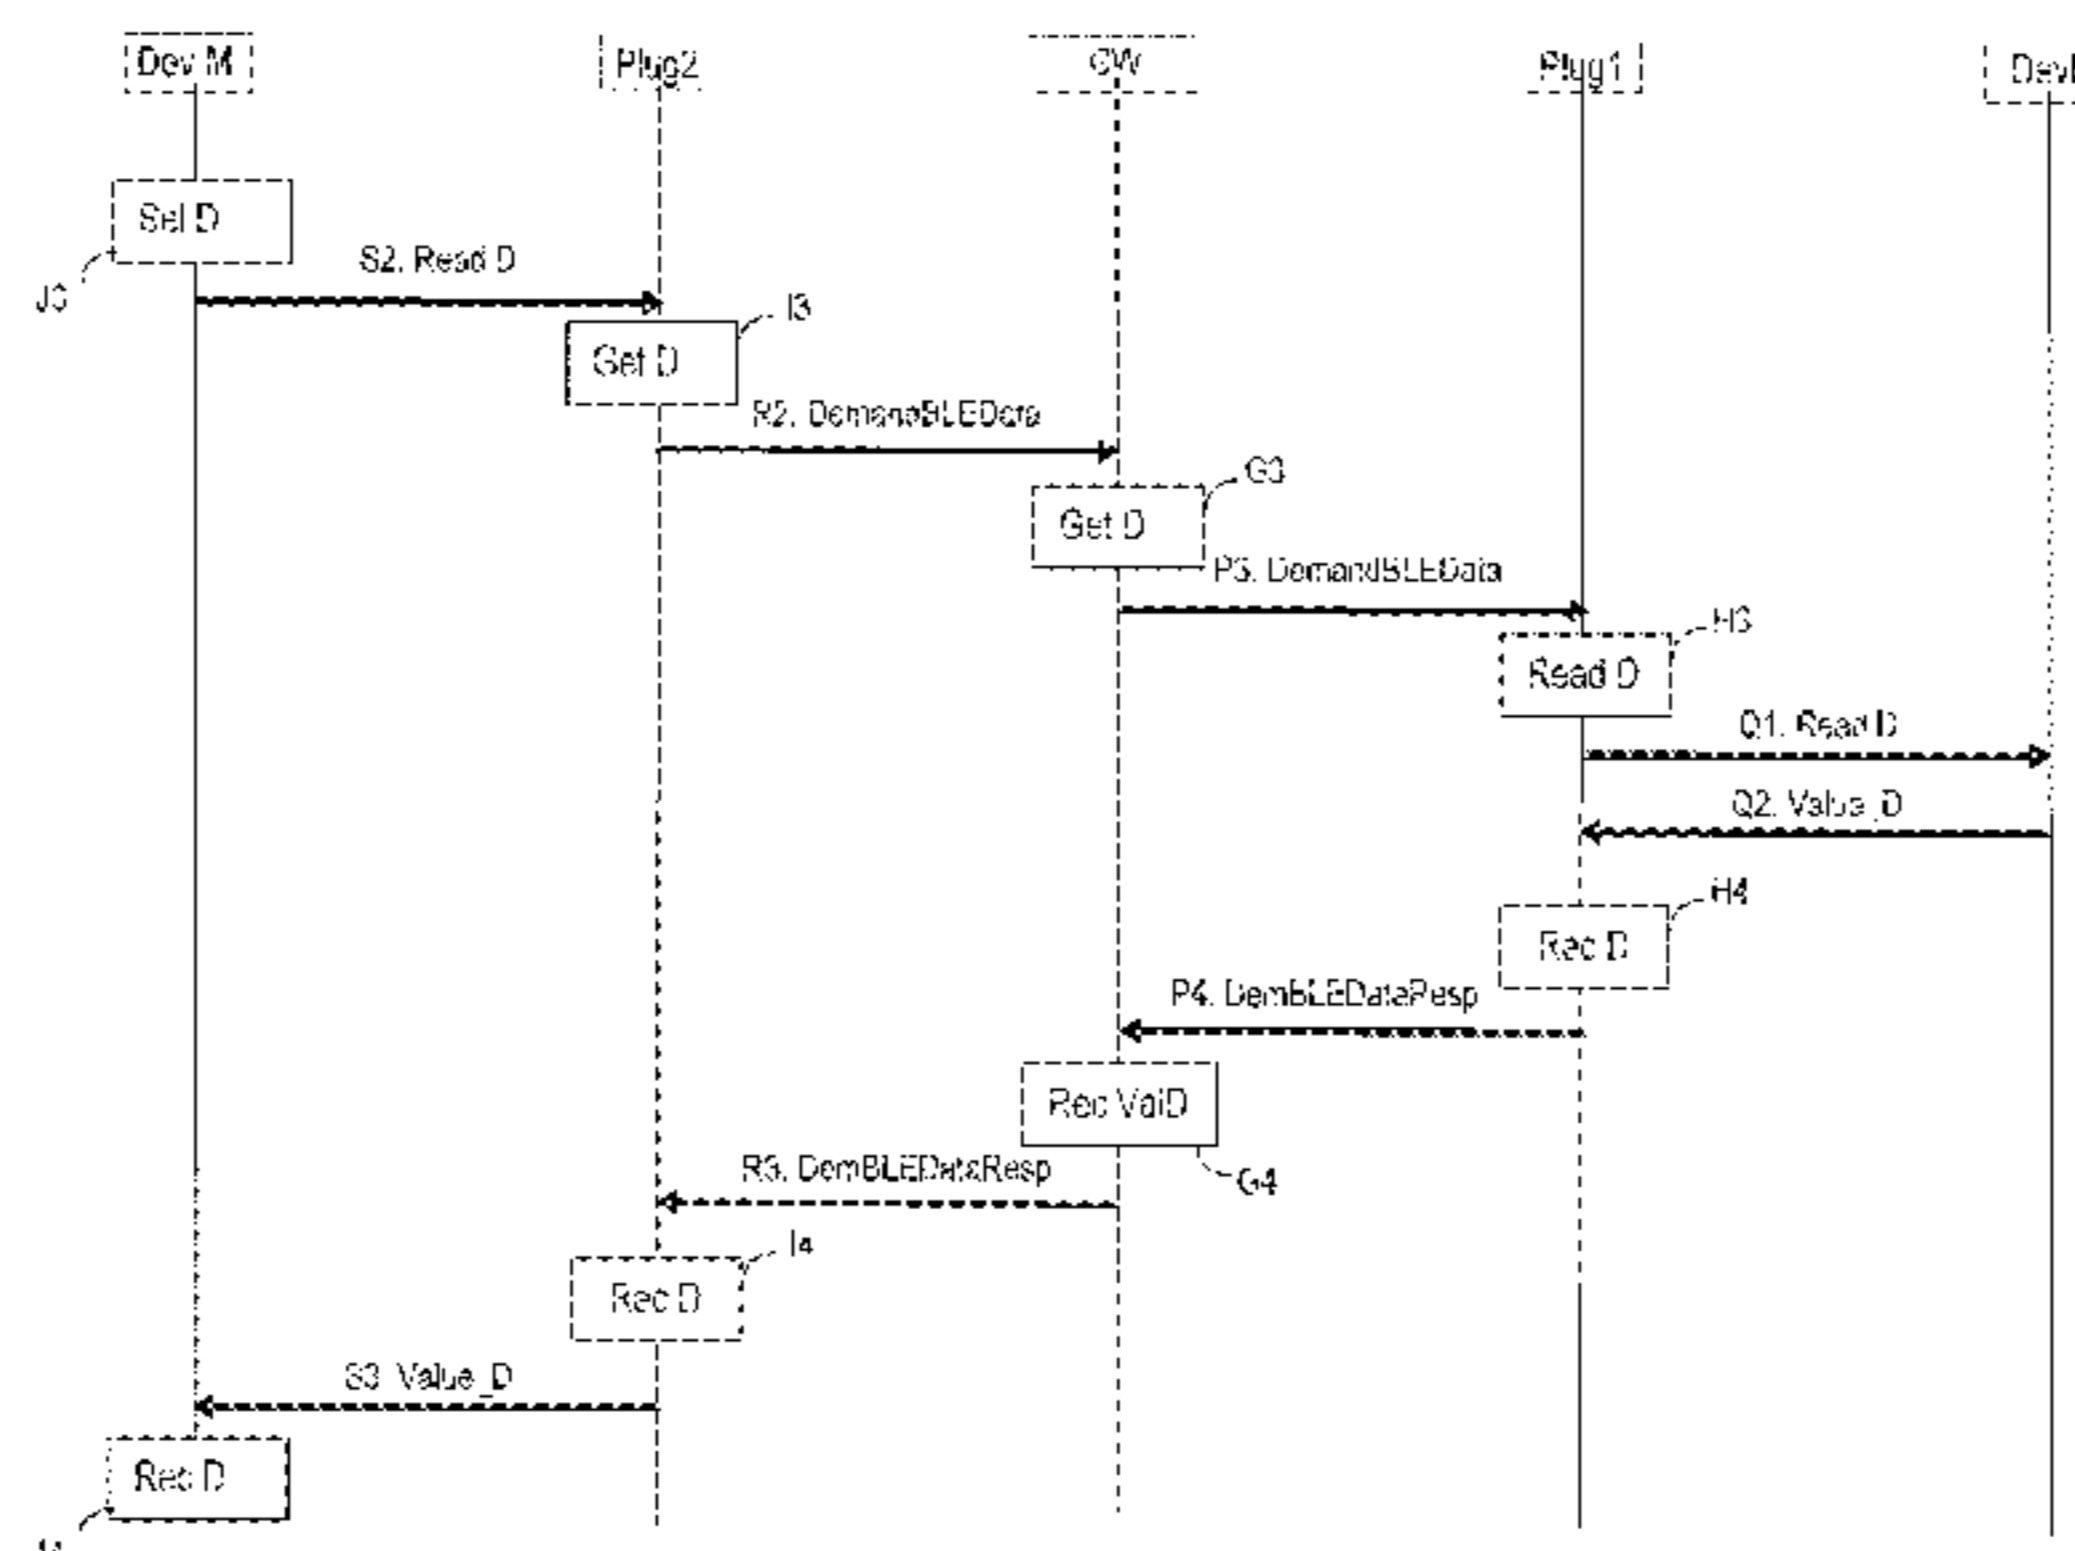 Dev M
Plug2
GW
Plug1
Sel D
J3
S2. Read D
I3
Get D
R2. DemandBLEData
G3
Get D
P3. DemandBLEData
H3
Read D
Q1. Read D
Q2. Value_D
H4
Rec D
P4. DemBLEDataResp
Rec ValD
G4
R3. DemBLEDataResp
I4
Rec D
S3. Value_D
Rec D